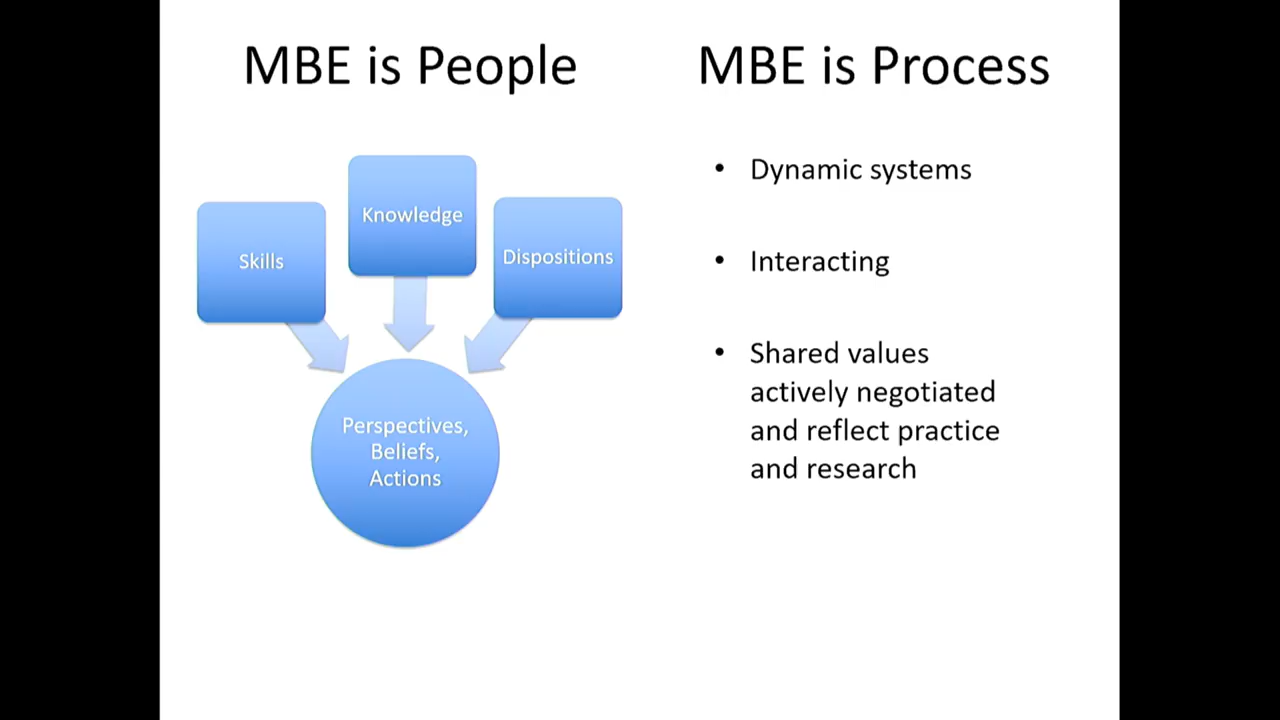 MBE is People
Skills
Knowledge
Dispositions
Perspectives,
Beliefs,
Actions
MBE is Process
• Dynamic systems
• Interacting
• Shared values
actively negotiated
and reflect practice
and research